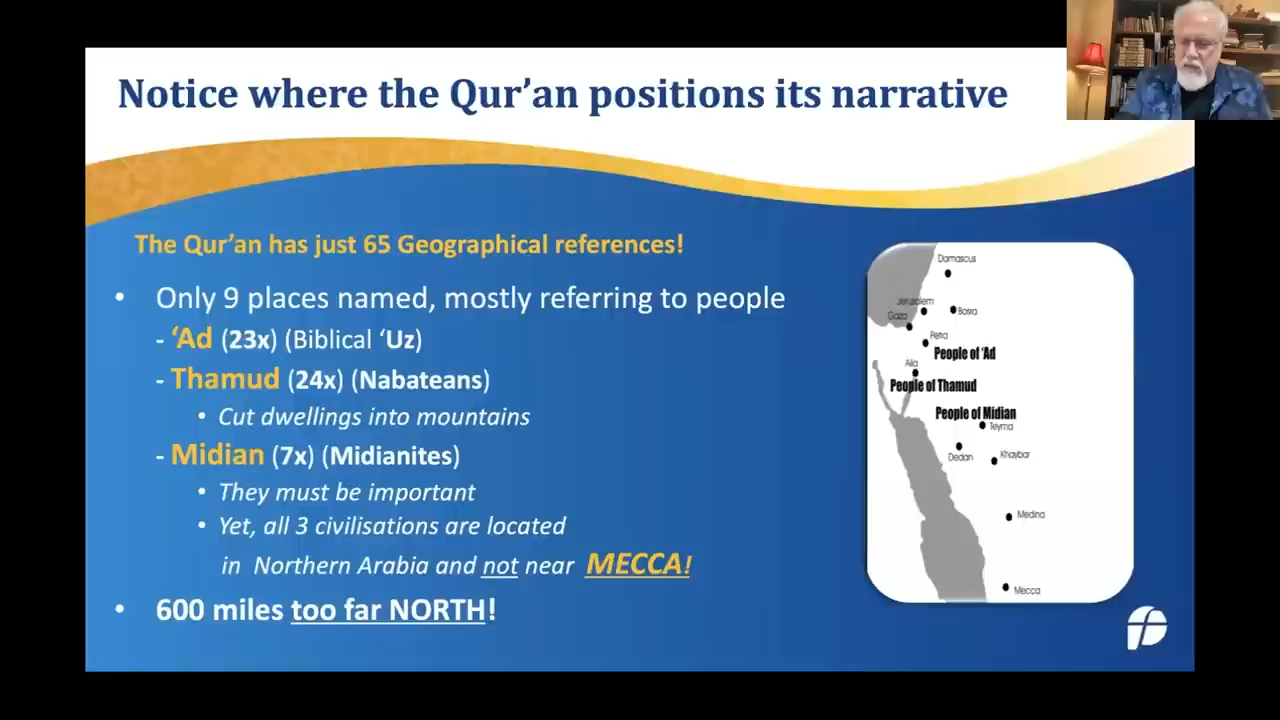 Notice where the Qur’an positions its narrative
The Qur’an has just 65 Geographical references!
• Only 9 places named, mostly referring to people
- ‘Ad (23x) (Biblical ‘Uz)
- Thamud (24x) (Nabateans)
• Cut dwellings into mountains
- Midian (7x) (Midianites)
• They must be important
• Yet, all 3 civilisations are located
in Northern Arabia and not near MECCA!
• 600 miles too far NORTH!
Damascus
Jerusalem
Gaza
Bosra
Petra
People of ‘Ad
Aila
People of Thamud
People of Midian
Teyma
Dedan
Khaybar
Medina
Mecca